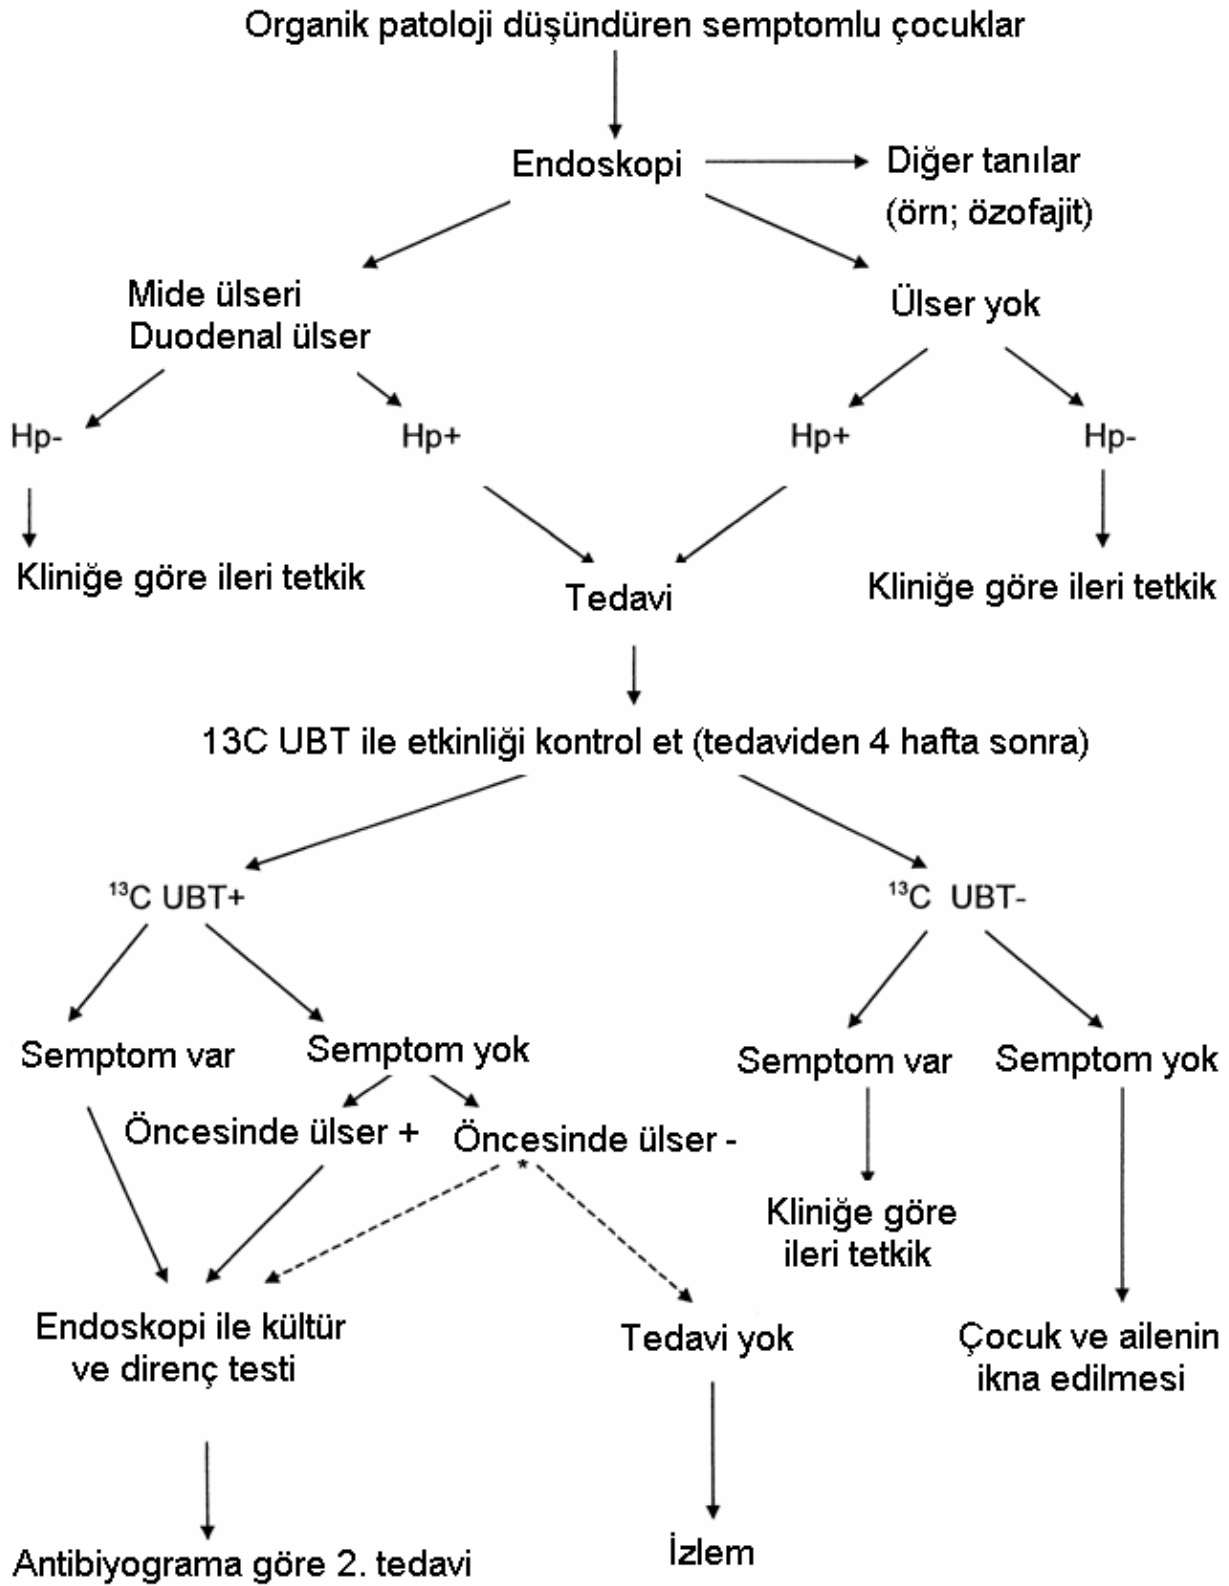 Organik patoloji düşündüren semptomlu çocuklar
Endoskopi
Diğer tanılar
(örn; özofajit)
Mide ülseri
Duodenal ülser
Ülser yok
Hp-
Hp+
Hp+
Hp-
Kliniğe göre ileri tetkik
Tedavi
Kliniğe göre ileri tetkik
13C UBT ile etkinliği kontrol et (tedaviden 4 hafta sonra)
¹³C UBT+
¹³C UBT-
Semptom var
Semptom yok
Semptom var
Semptom yok
Öncesinde ülser +
Öncesinde ülser -
*
Kliniğe göre
ileri tetkik
Endoskopi ile kültür
ve direnç testi
Tedavi yok
Çocuk ve ailenin
ikna edilmesi
Antibiyograma göre 2. tedavi
İzlem